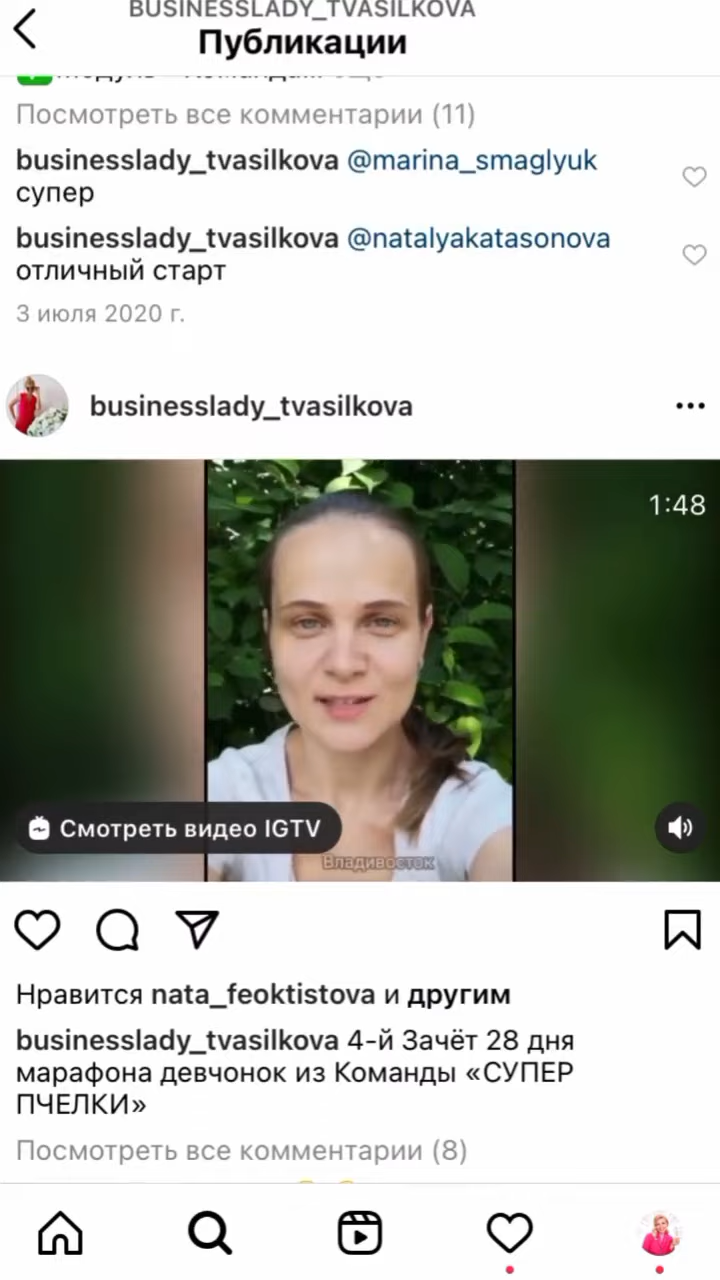 BUSINESSLADY_TVASILKOVA
Публикации
Посмотреть все комментарии (11)
businesslady_tvasilkova @marina_smaglyuk
супер
businesslady_tvasilkova @natalyakatasonova
отличный старт
3 июля 2020 г.
businesslady_tvasilkova
1:48
Смотреть видео IGTV
Владивосток
Нравится nata_feoktistova и другим
businesslady_tvasilkova 4-й Зачёт 28 дня
марафона девчонок из Команды «СУПЕР
ПЧЕЛКИ»
Посмотреть все комментарии (8)